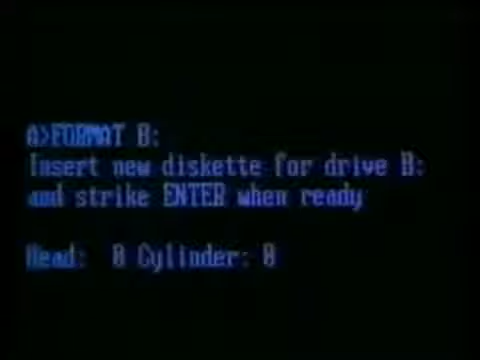 A>FORMAT B:
Insert new diskette for drive B:
and strike ENTER when ready
Head:  0 Cylinder: 0